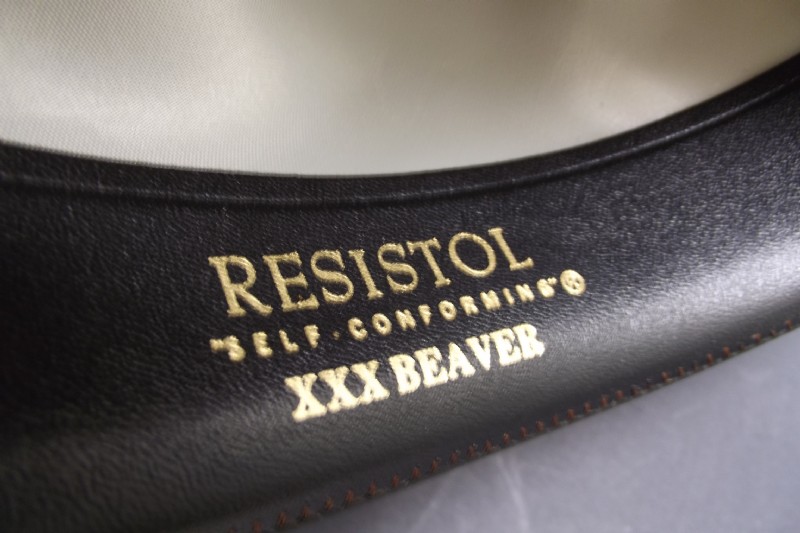 RESISTOL
"SELF-CONFORMING"®
XXX BEAVER